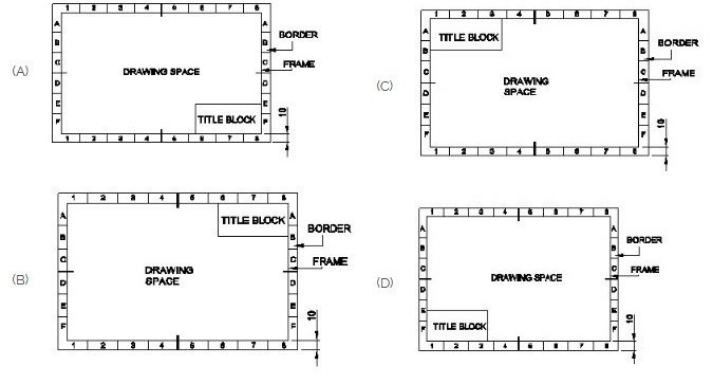 (A)
1 2 3 4 5 6 7 8
A A
B B
C C
D D
E E
F F
DRAWING SPACE
TITLE BLOCK
BORDER
FRAME
10
1 2 3 4 5 6 7 8
(B)
1 2 3 4 5 6 7 8
A A
B B
C C
D D
E E
F F
TITLE BLOCK
DRAWING
SPACE
BORDER
FRAME
10
1 2 3 4 5 6 7 8
(C)
1 2 3 4 5 6 7 8
A A
B B
C C
D D
E E
F F
TITLE BLOCK
DRAWING
SPACE
BORDER
FRAME
10
1 2 3 4 5 6 7 8
(D)
1 2 3 4 5 6 7 8
A A
B B
C C
D D
E E
F F
DRAWING SPACE
TITLE BLOCK
BORDER
FRAME
10
1 2 3 4 5 6 7 8